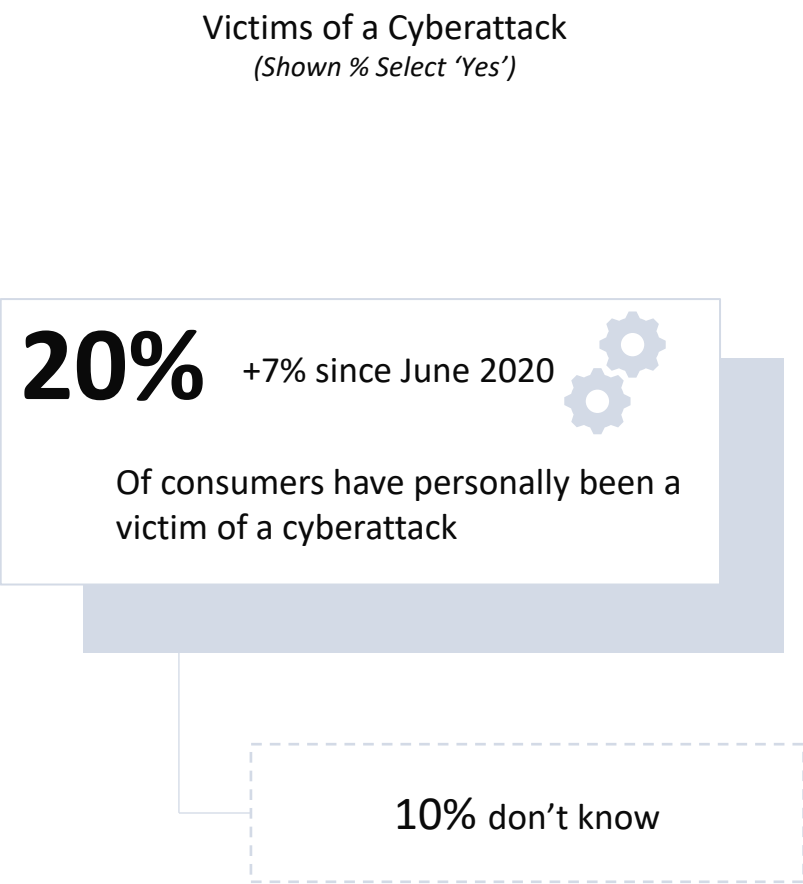 Victims of a Cyberattack
(Shown % Select ‘Yes’)
20% +7% since June 2020
Of consumers have personally been a
victim of a cyberattack
10% don’t know